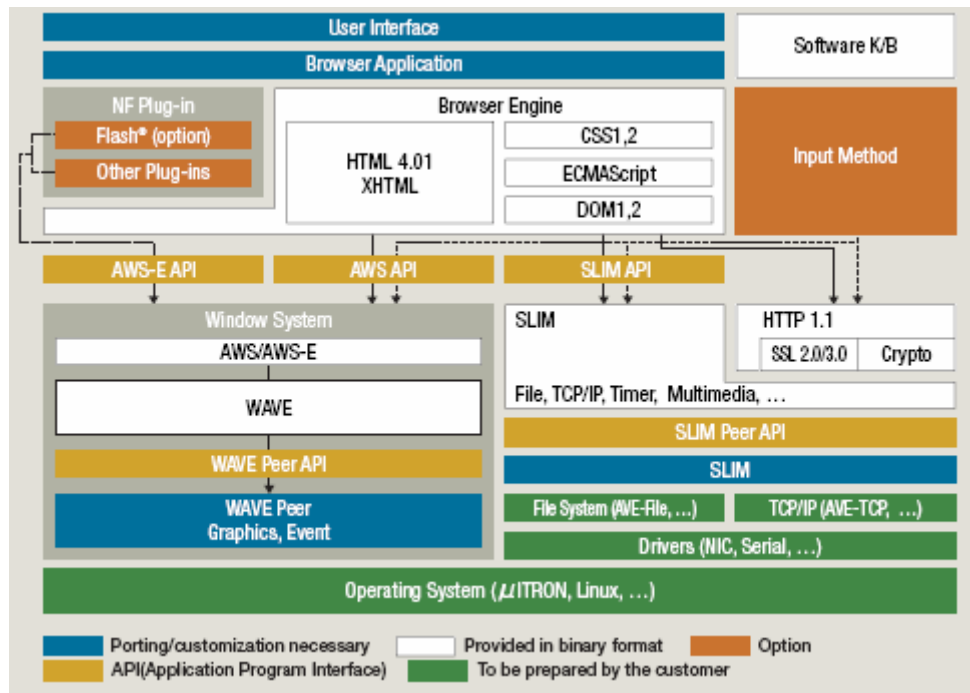 User Interface
Software K/B
Browser Application
NF Plug-in
Browser Engine
Flash® (option)
Other Plug-ins
HTML 4.01
XHTML
CSS1,2
ECMAScript
DOM1,2
Input Method
AWS-E API
AWS API
SLIM API
Window System
AWS/AWS-E
WAVE
WAVE Peer API
WAVE Peer
Graphics, Event
SLIM
HTTP 1.1
SSL 2.0/3.0
Crypto
File, TCP/IP, Timer, Multimedia, ...
SLIM Peer API
SLIM
File System (AVE-File, ...)
TCP/IP (AVE-TCP, ...)
Drivers (NIC, Serial, ...)
Operating System (μITRON, Linux, ...)
Porting/customization necessary
Provided in binary format
Option
API(Application Program Interface)
To be prepared by the customer